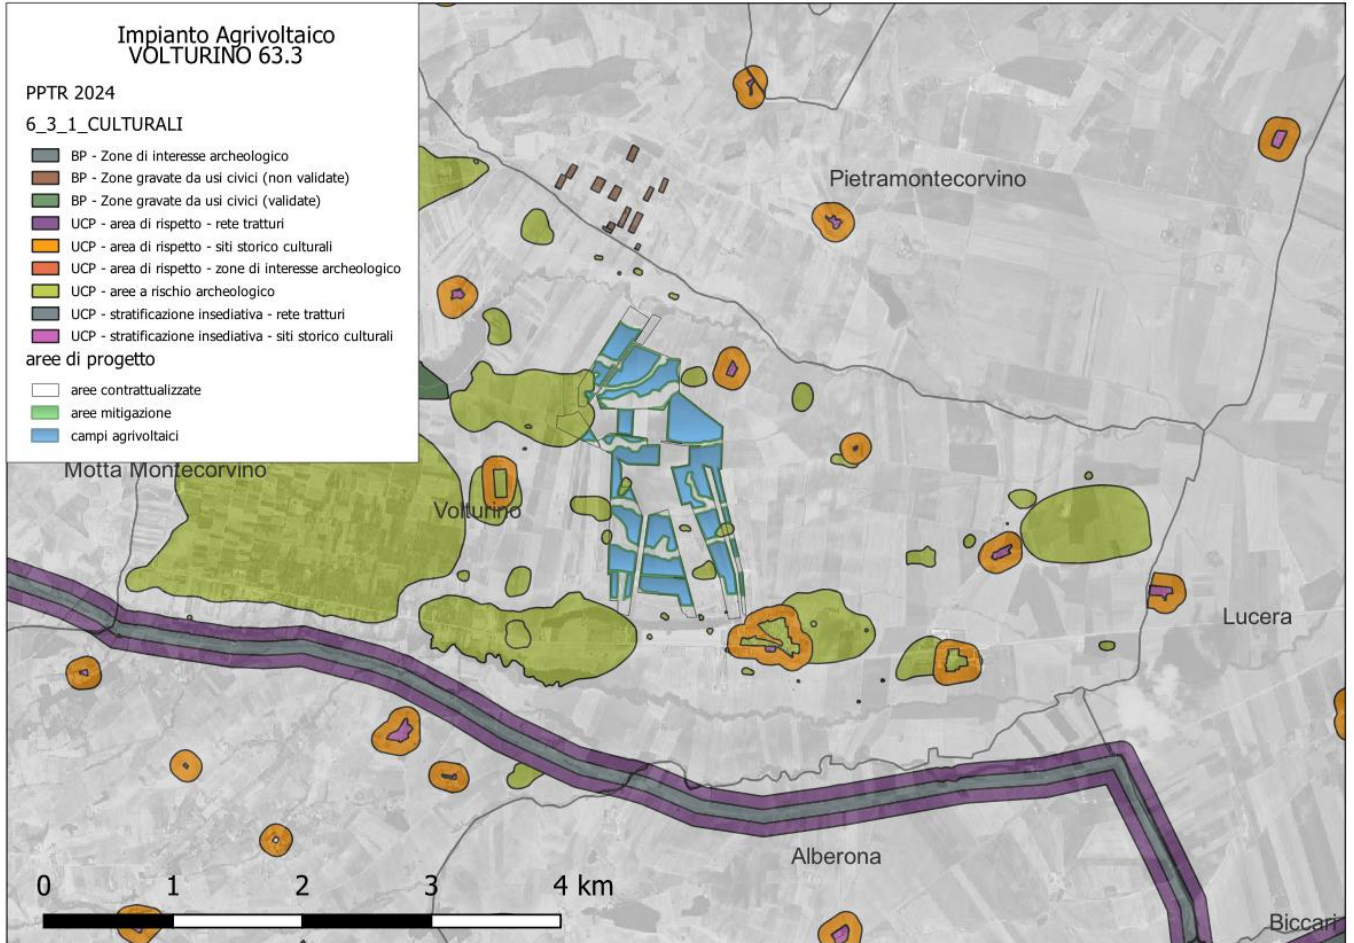 Impianto Agrivoltaico
VOLTURINO 63.3
PPTR 2024
6_3_1_CULTURALI
BP - Zone di interesse archeologico
BP - Zone gravate da usi civici (non validate)
BP - Zone gravate da usi civici (validate)
UCP - area di rispetto - rete tratturi
UCP - area di rispetto - siti storico culturali
UCP - area di rispetto - zone di interesse archeologico
UCP - aree a rischio archeologico
UCP - stratificazione insediativa - rete tratturi
UCP - stratificazione insediativa - siti storico culturali
aree di progetto
aree contrattualizzate
aree mitigazione
campi agrivoltaici
Pietramontecorvino
Motta Montecorvino
Volturino
Lucera
Alberona
0 1 2 3 4 km
Biccari